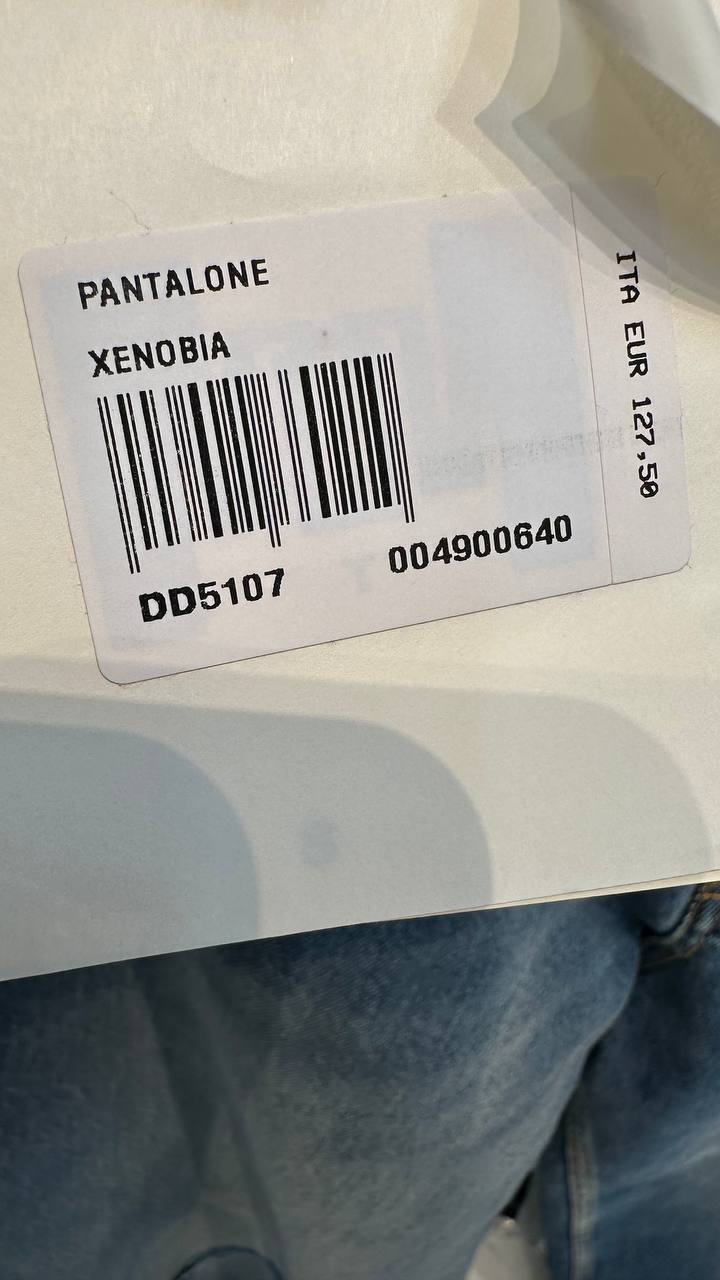 PANTALONE
XENOBIA
DD5107
004900640
ITA EUR 127,50